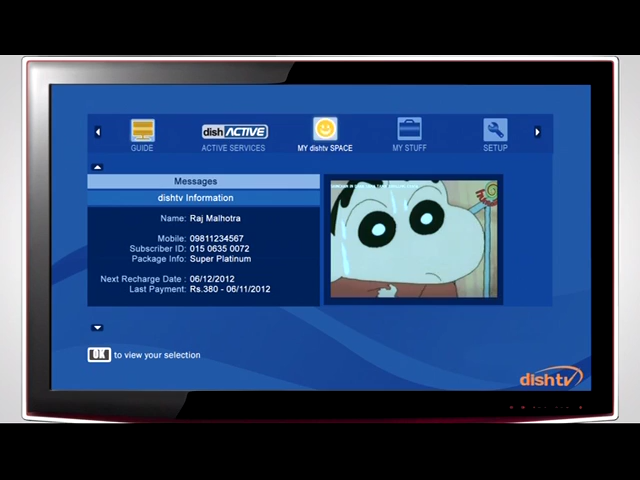 GUIDE
dish ACTIVE
ACTIVE SERVICES
MY dishtv SPACE
MY STUFF
SETUP
Messages
dishtv Information
Name: Raj Malhotra
Mobile: 09811234567
Subscriber ID: 015 0635 0072
Package Info: Super Platinum
Next Recharge Date : 06/12/2012
Last Payment: Rs.380 - 06/11/2012
OK to view your selection
dishtv